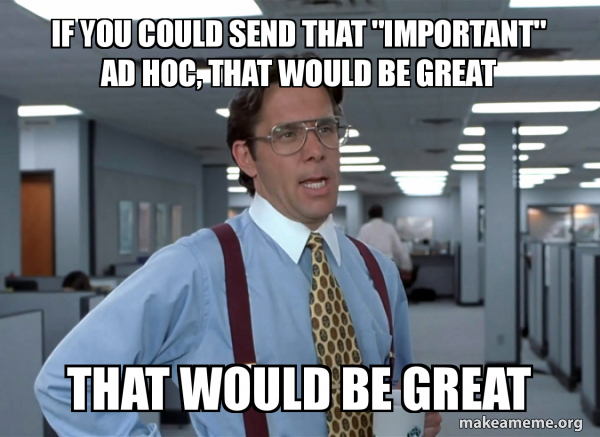 IF YOU COULD SEND THAT "IMPORTANT"
AD HOC, THAT WOULD BE GREAT
THAT WOULD BE GREAT
makeameme.org